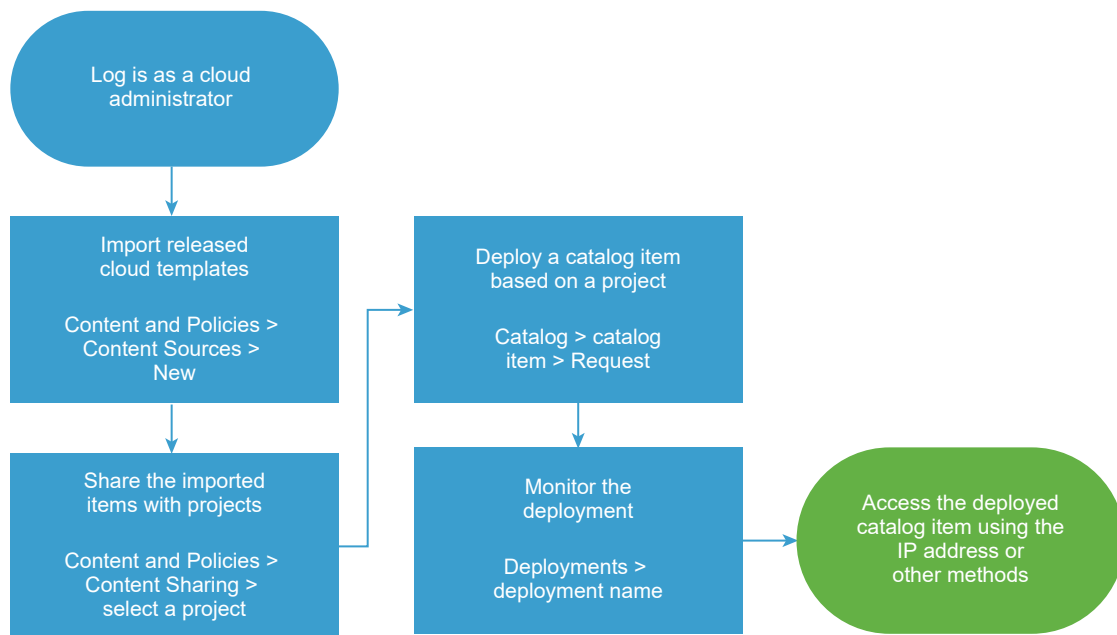 Log is as a cloud
administrator
Import released
cloud templates
Content and Policies >
Content Sources >
New
Share the imported
items with projects
Content and Policies >
Content Sharing >
select a project
Deploy a catalog item
based on a project
Catalog > catalog
item > Request
Monitor the
deployment
Deployments >
deployment name
Access the deployed
catalog item using the
IP address or
other methods